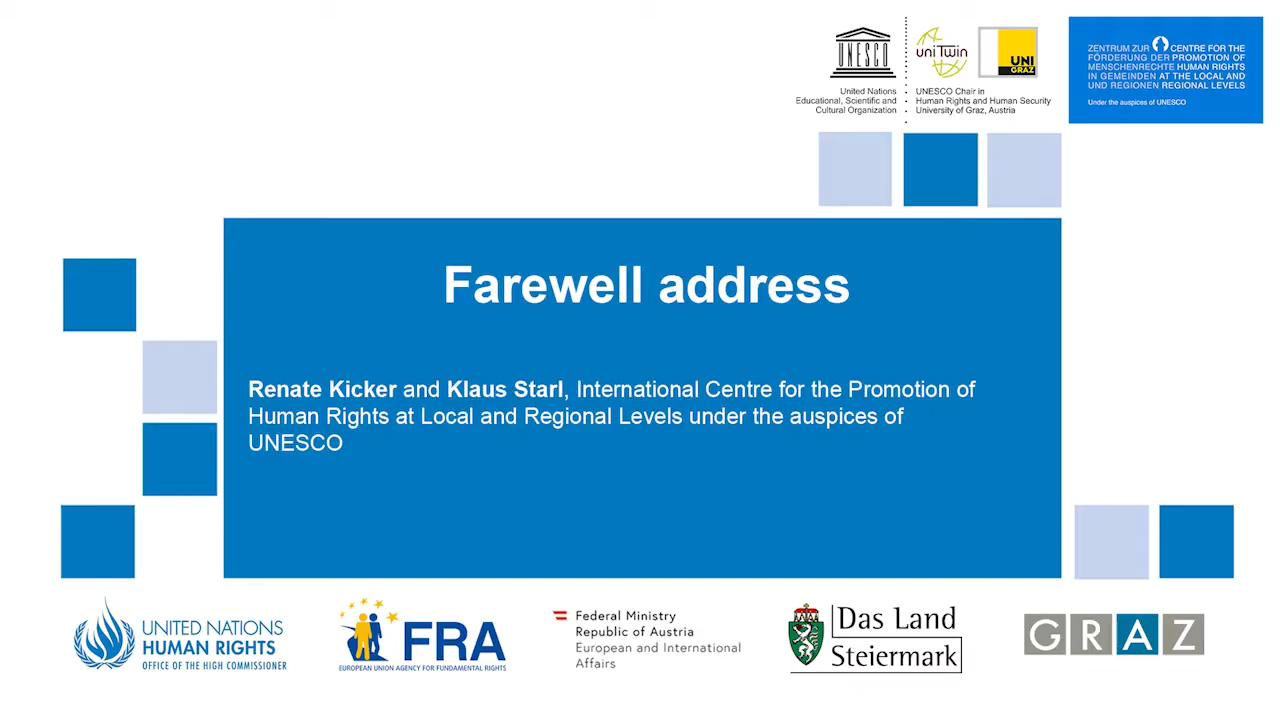 UNESCO
United Nations
Educational, Scientific and
Cultural Organization
uniTwin
UNI
GRAZ
UNESCO Chair in
Human Rights and Human Security
University of Graz, Austria
ZENTRUM ZUR CENTRE FOR THE
FÖRDERUNG DER PROMOTION OF
MENSCHENRECHTE HUMAN RIGHTS
IN GEMEINDEN AT THE LOCAL AND
UND REGIONEN REGIONAL LEVELS
Under the auspices of UNESCO
Farewell address
Renate Kicker and Klaus Starl, International Centre for the Promotion of
Human Rights at Local and Regional Levels under the auspices of
UNESCO
UNITED NATIONS
HUMAN RIGHTS
OFFICE OF THE HIGH COMMISSIONER
FRA
EUROPEAN UNION AGENCY FOR FUNDAMENTAL RIGHTS
Federal Ministry
Republic of Austria
European and International
Affairs
Das Land
Steiermark
GRAZ